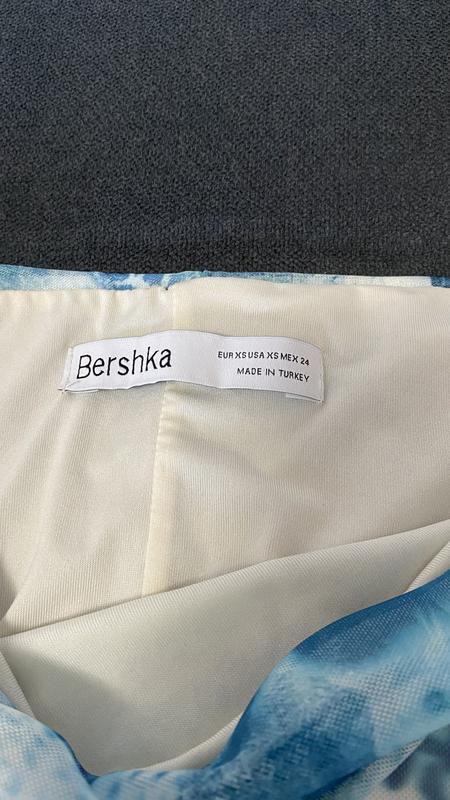 Bershka
EUR XS USA XS MEX 24
MADE IN TURKEY